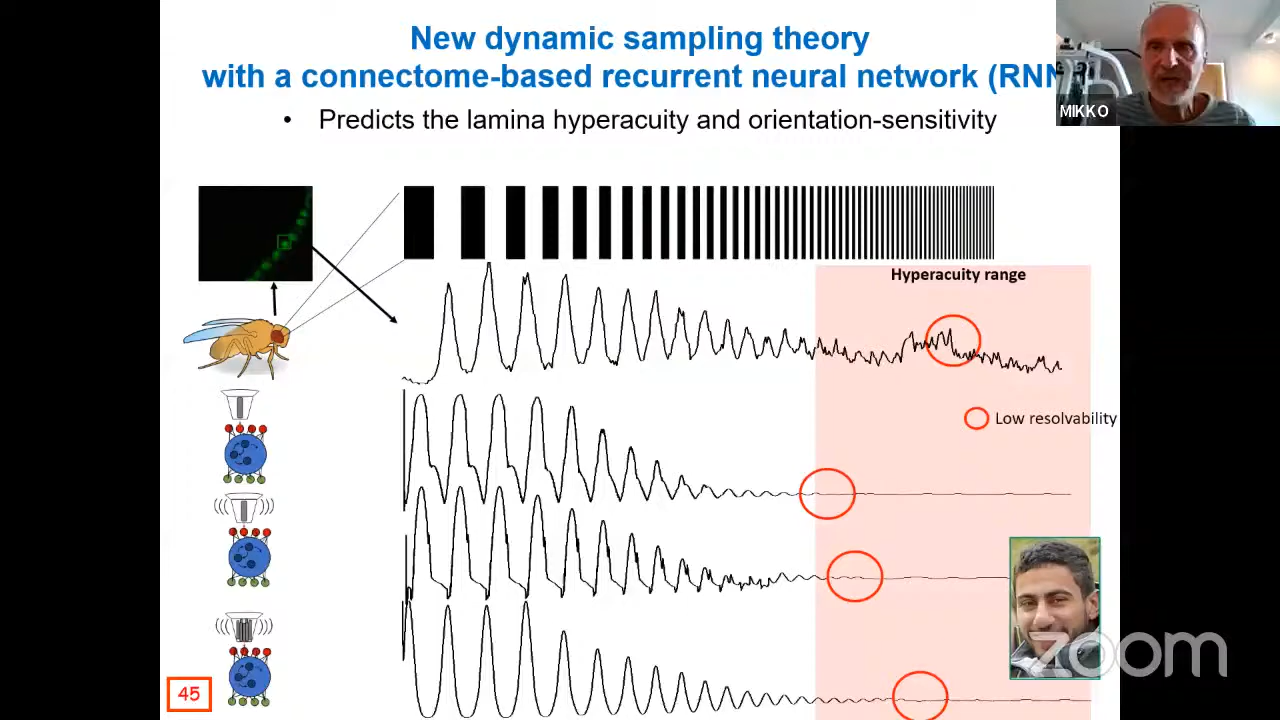 New dynamic sampling theory
with a connectome-based recurrent neural network (RNN
• Predicts the lamina hyperacuity and orientation-sensitivity
MIKKO
Hyperacuity range
Low resolvability
45
zoom